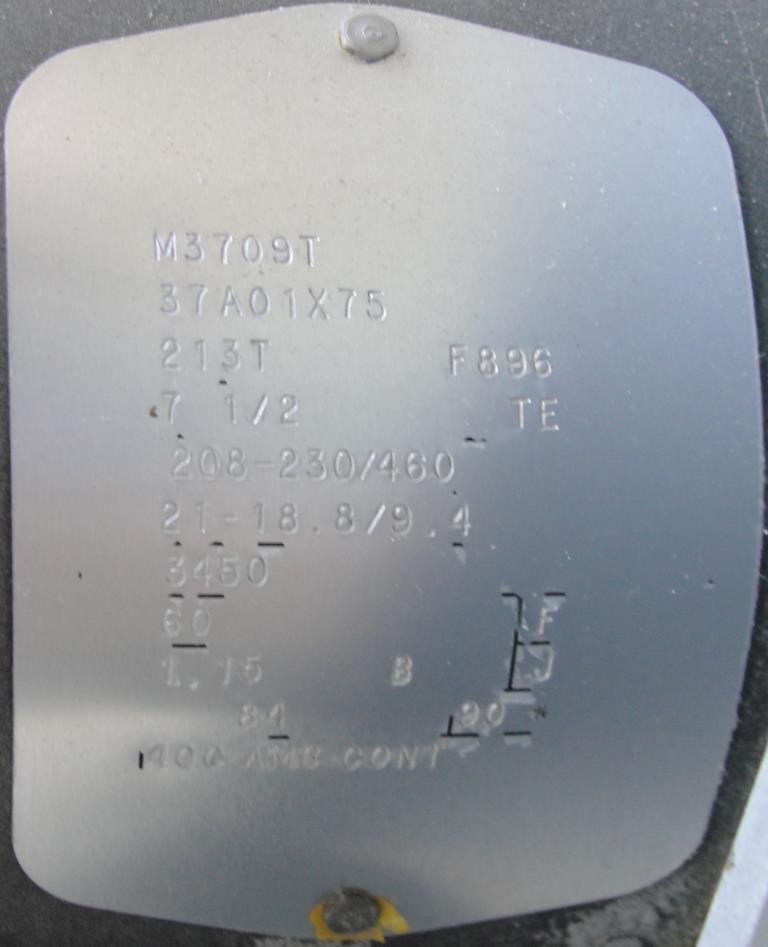 M3709T
37A01X75
213T F896
7 1/2 TE
208-230/460
21-18.8/9.4
3450
60 F
1.15 B J
84 90 *
40C AMB-CONT